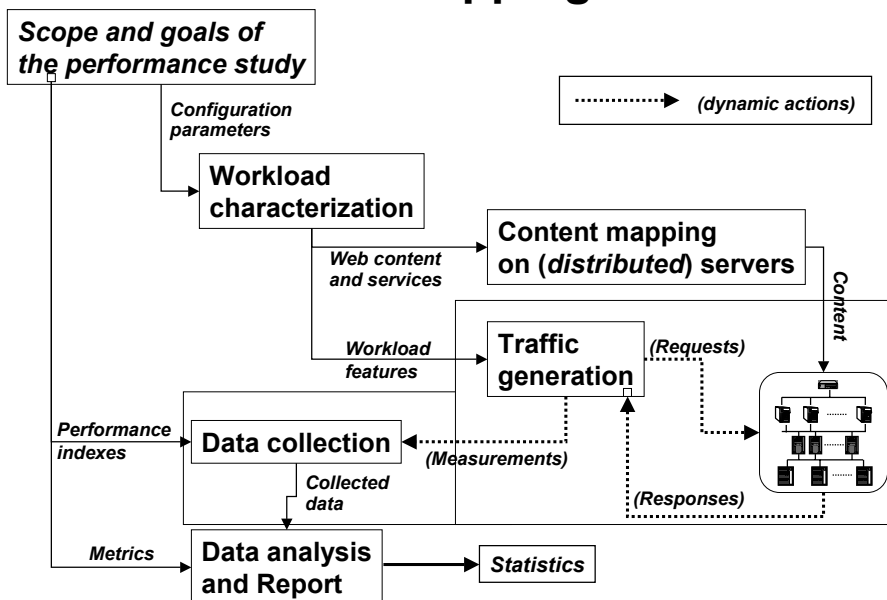 Scope and goals of
the performance study
(dynamic actions)
Configuration
parameters
Workload
characterization
Content mapping
on (distributed) servers
Web content
and services
Content
Workload
features
Traffic
generation
(Requests)
Performance
indexes
Data collection
(Measurements)
(Responses)
Collected
data
Metrics
Data analysis
and Report
Statistics